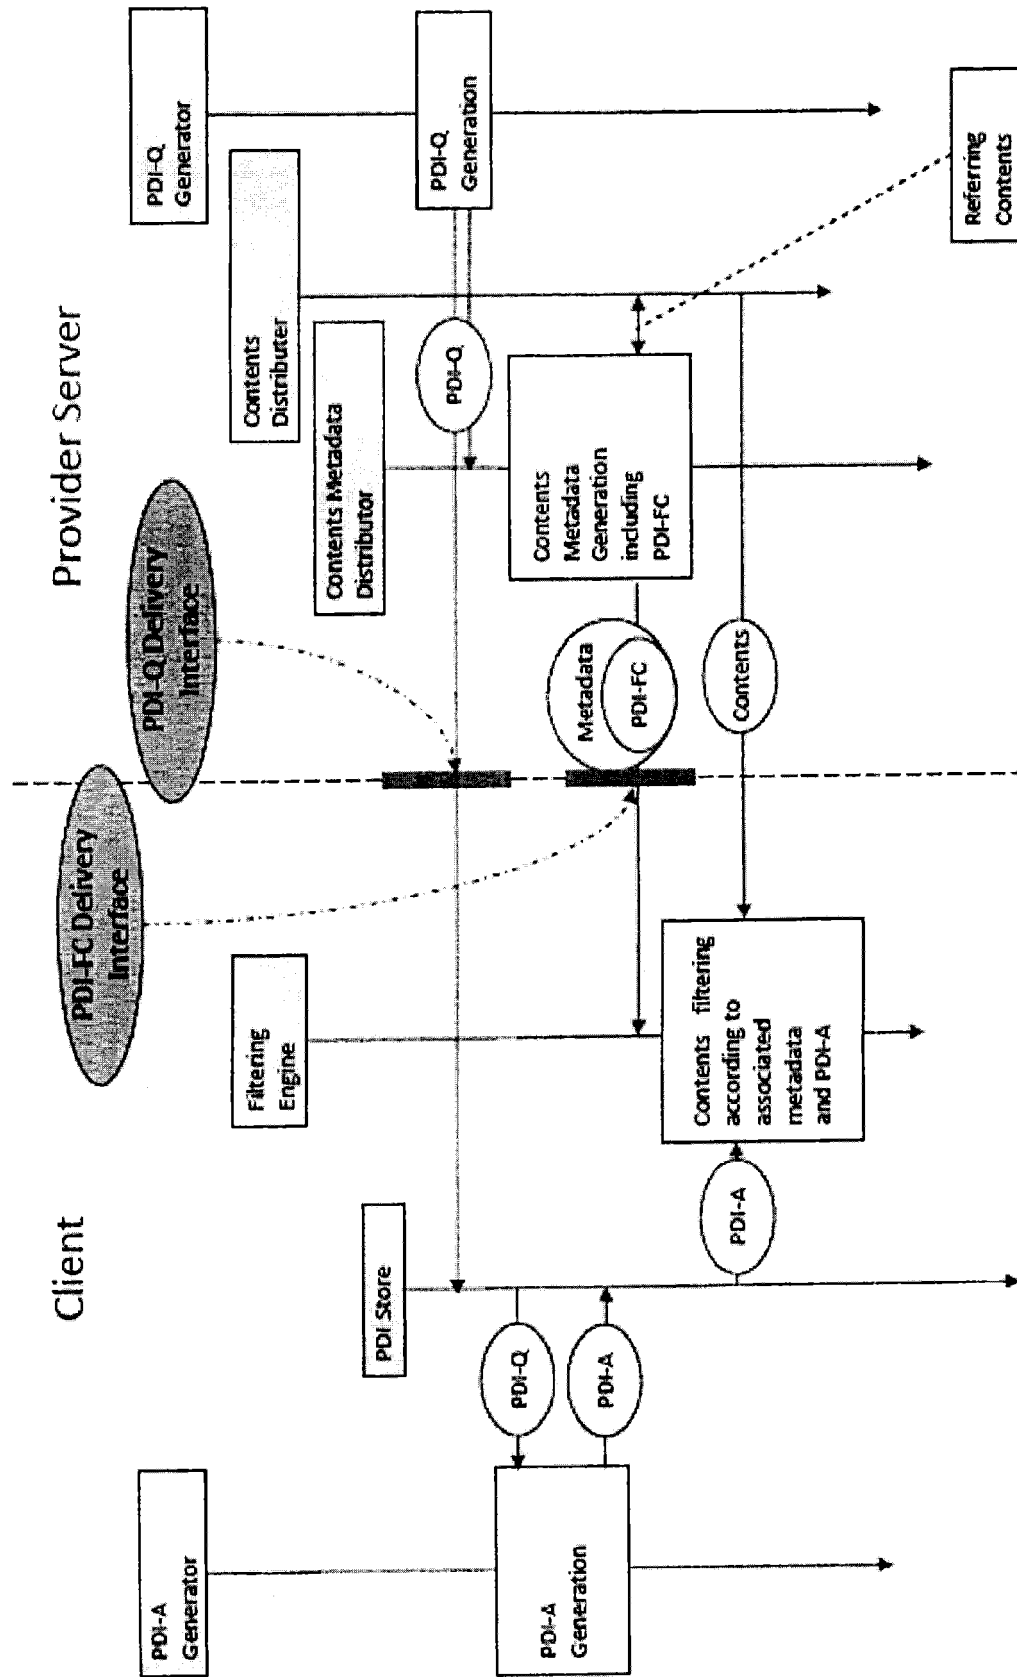 Client
Provider Server
PDI-FC Delivery
Interface
PDI-Q Delivery
Interface
PDI-A
Generator
PDI Store
Filtering
Engine
Contents Metadata
Distributor
Contents
Distributer
PDI-Q
Generator
PDI-Q
Generation
PDI-Q
PDI-A
Generation
PDI-Q
PDI-A
PDI-A
Contents filtering
according to
associated
metadata
and PDI-A
Metadata
PDI-FC
Contents
Metadata
Generation
including
PDI-FC
Contents
Referring
Contents